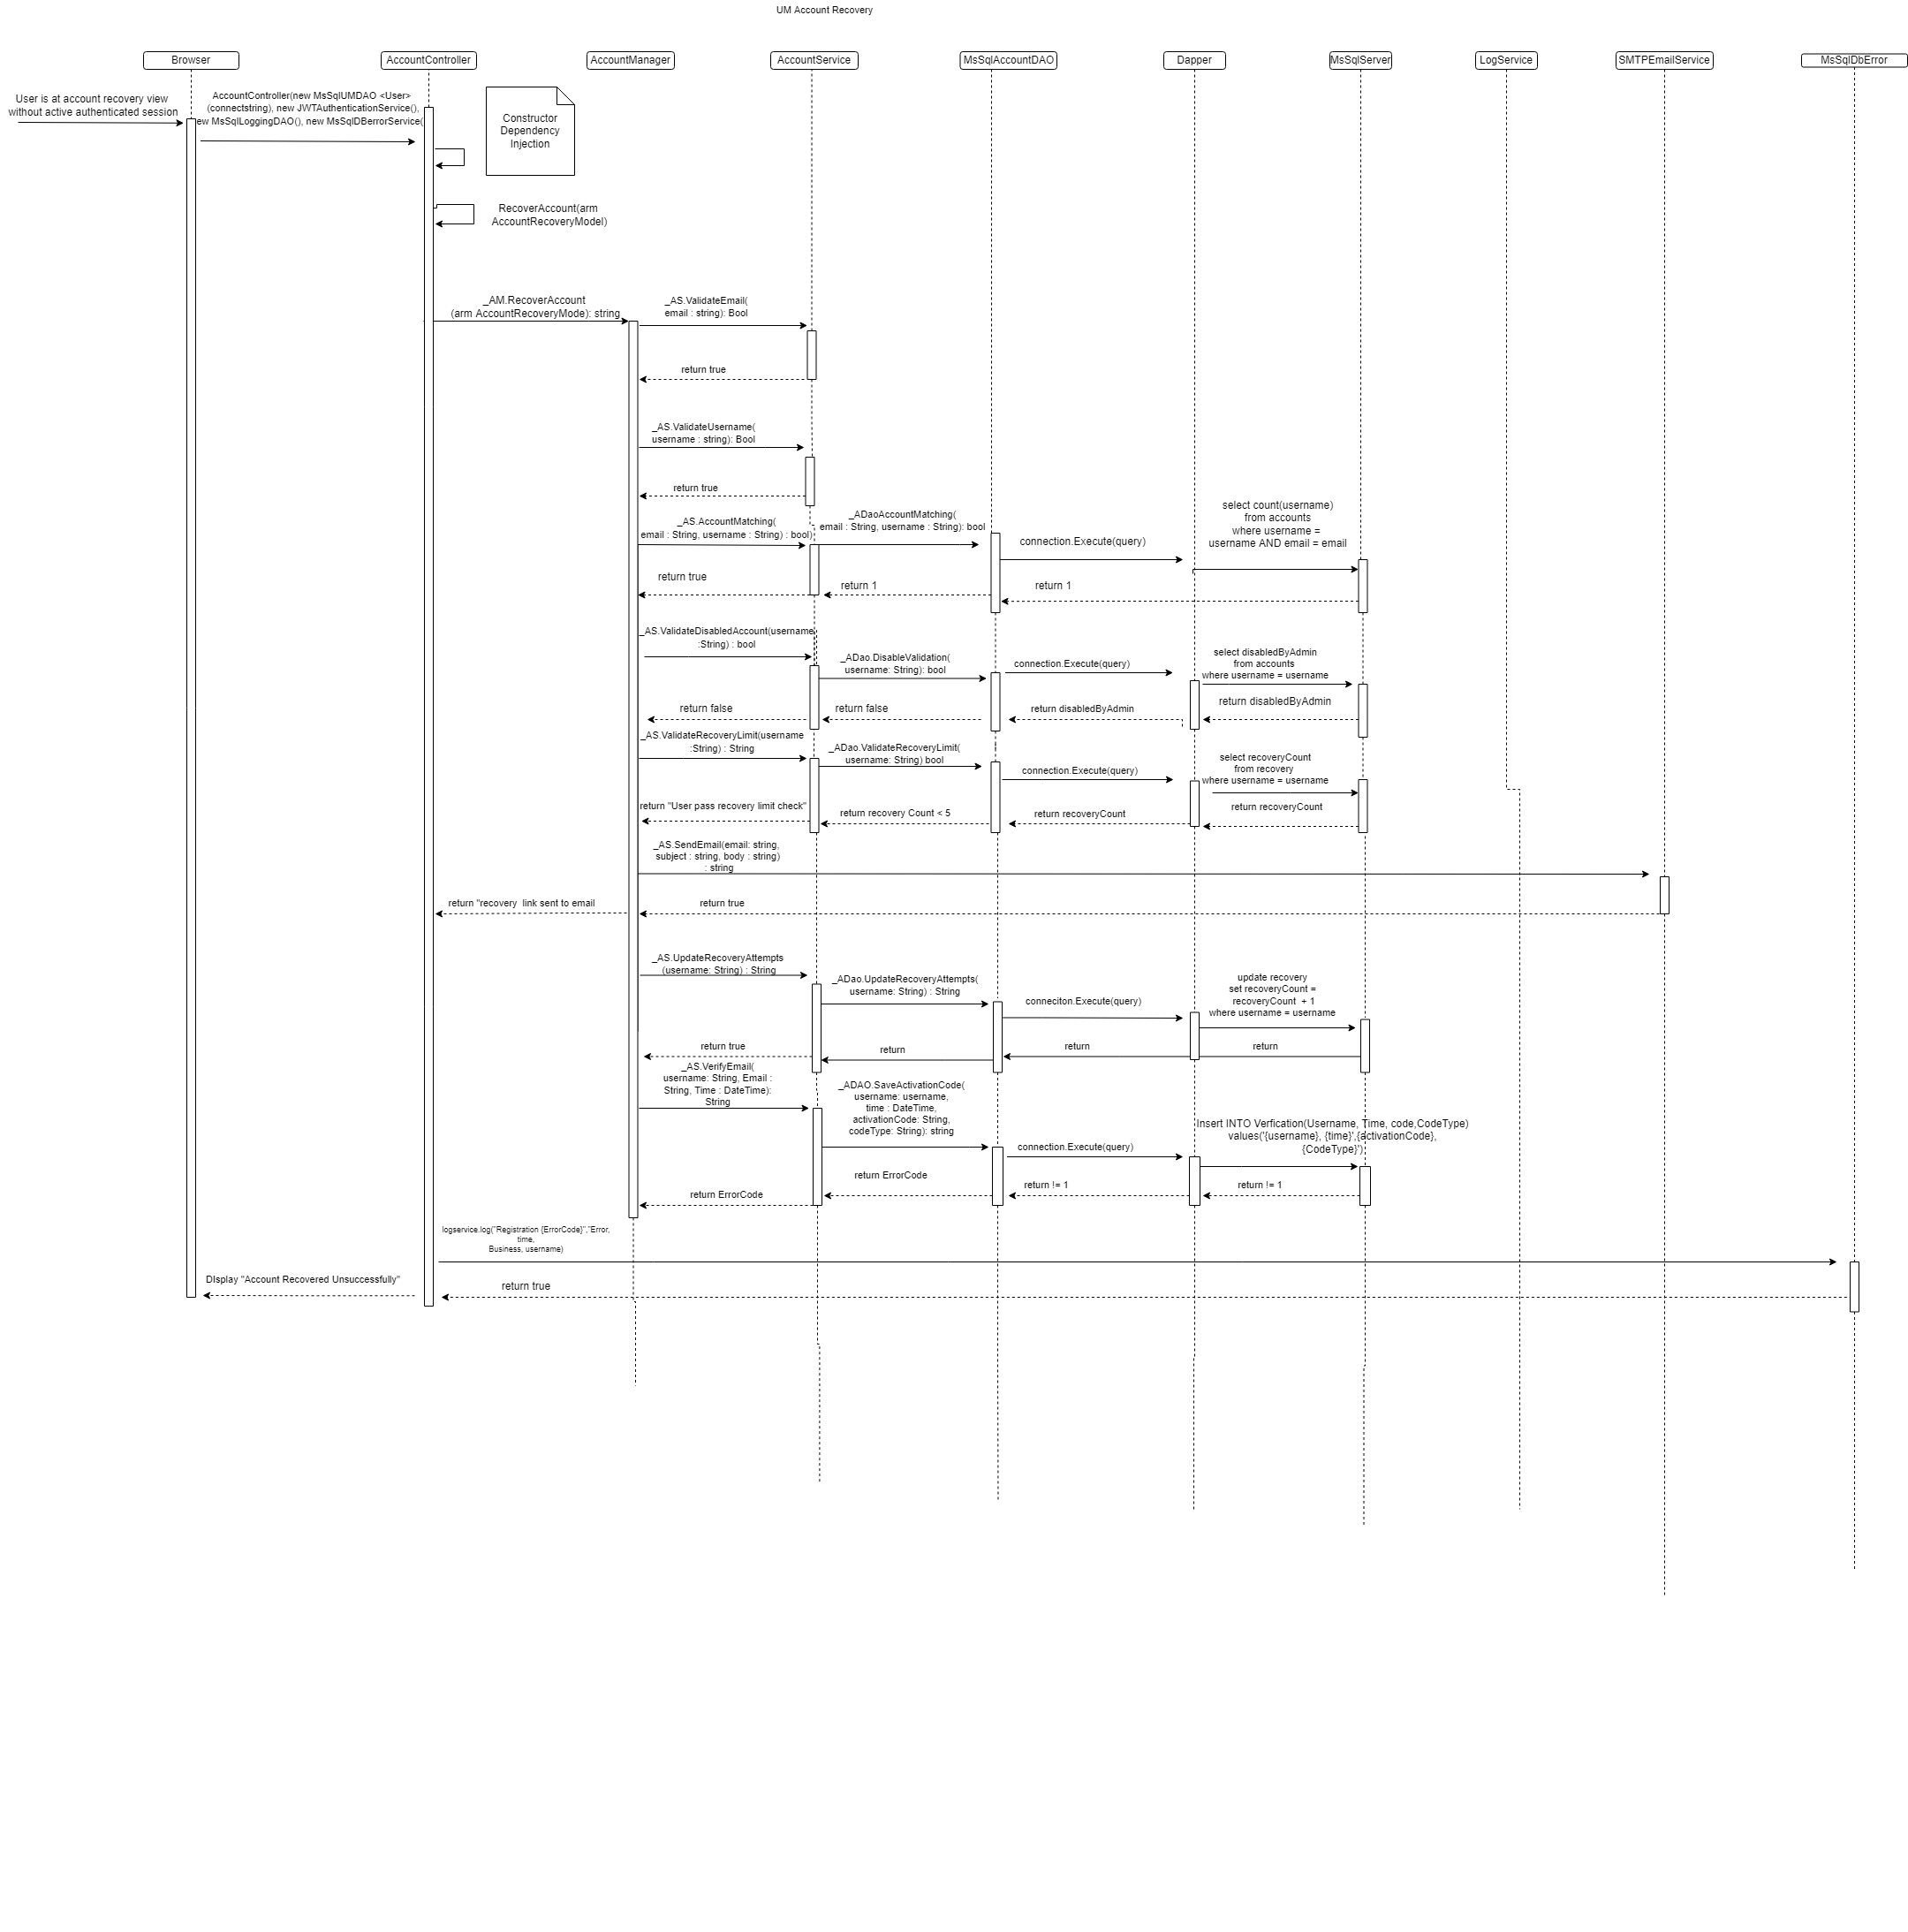 UM Account Recovery
Browser
AccountController
AccountManager
AccountService
MsSqlAccountDAO
Dapper
MsSqlServer
LogService
SMTPEmailService
MsSqlDbError
User is at account recovery view
without active authenticated session
AccountController(new MsSqlUMDAO <User>
(connectstring), new JWTAuthenticationService(),
ew MsSqlLoggingDAO(), new MsSqlDBerrorService(
Constructor
Dependency
Injection
RecoverAccount(arm
AccountRecoveryModel)
_AM.RecoverAccount
(arm AccountRecoveryMode): string
_AS.ValidateEmail(
email : string): Bool
return true
_AS.ValidateUsername(
username : string): Bool
return true
_AS.AccountMatching(
email : String, username : String) : bool)
_ADaoAccountMatching(
email : String, username : String): bool
connection.Execute(query)
select count(username)
from accounts
where username =
username AND email = email
return true
return 1
return 1
_AS.ValidateDisabledAccount(username
:String) : bool
_ADao.DisableValidation(
username: String): bool
connection.Execute(query)
select disabledByAdmin
from accounts
where username = username
return false
return false
return disabledByAdmin
return disabledByAdmin
_AS.ValidateRecoveryLimit(username
:String) : String
_ADao.ValidateRecoveryLimit(
username: String) bool
connection.Execute(query)
select recoveryCount
from recovery
where username = username
return "User pass recovery limit check"
return recovery Count < 5
return recoveryCount
return recoveryCount
_AS.SendEmail(email: string,
subject : string, body : string)
: string
return "recovery  link sent to email
return true
_AS.UpdateRecoveryAttempts
(username: String) : String
_ADao.UpdateRecoveryAttempts(
username: String) : String
conneciton.Execute(query)
update recovery
set recoveryCount =
recoveryCount  + 1
where username = username
return true
return
return
return
_AS.VerifyEmail(
username: String, Email :
String, Time : DateTime):
String
_ADAO.SaveActivationCode(
username: username,
time : DateTime,
activationCode: String,
codeType: String): string
connection.Execute(query)
Insert INTO Verfication(Username, Time, code,CodeType)
values('{username}, {time}',{activationCode},
{CodeType}')
return ErrorCode
return ErrorCode
return != 1
return != 1
logservice.log("Registration {ErrorCode}","Error,
time,
Business, username)
DIsplay "Account Recovered Unsuccessfully"
return true